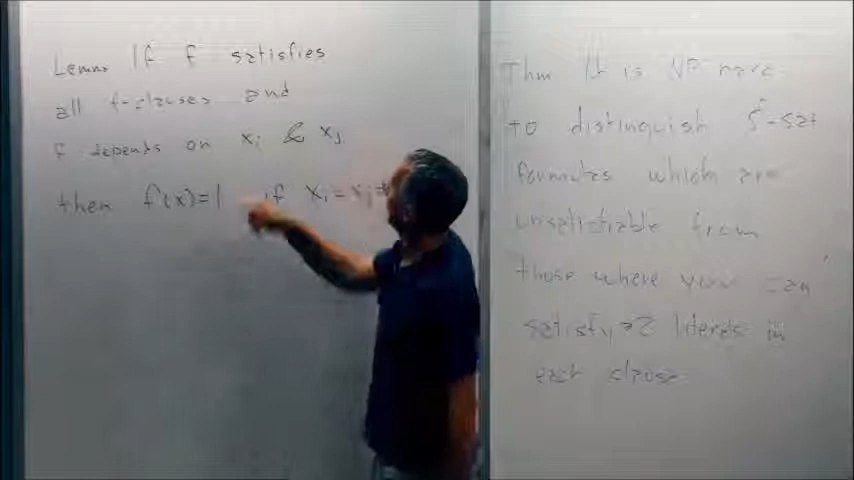 Lemma If f satisfies
all f-clauses and
f depends on xi & xj
then f(x)=1 if xi=xj=
Thm It is NP hard
to distinguish 5-sat
formulas which are
unsatisfiable from
those where you can
satisfy ≥2 literals in
each clause